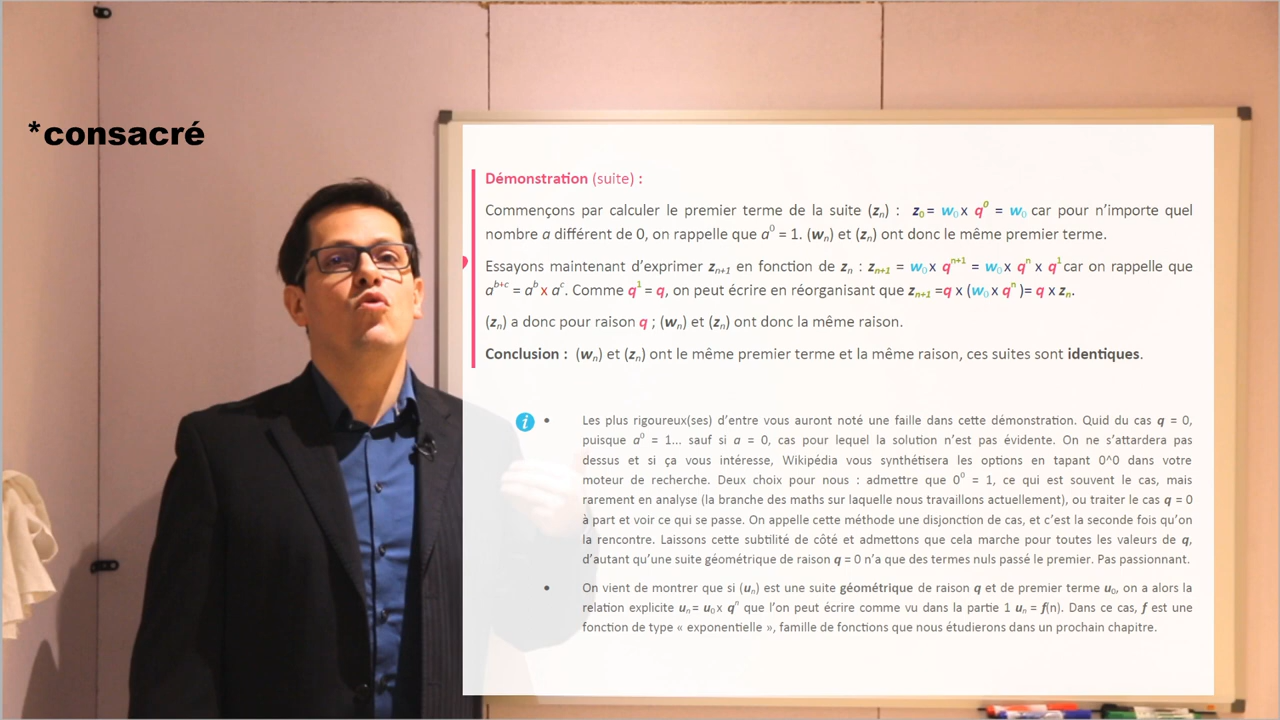 *consacré
Démonstration (suite) :
Commençons par calculer le premier terme de la suite (zₙ) : z₀= w₀x q⁰ = w₀ car pour n’importe quel
nombre a différent de 0, on rappelle que a⁰ = 1. (wₙ) et (zₙ) ont donc le même premier terme.
Essayons maintenant d’exprimer zₙ₊₁ en fonction de zₙ : zₙ₊₁ = w₀x qⁿ⁺¹ = w₀x qⁿ x q¹car on rappelle que
aᵇ⁺ᶜ = aᵇ x aᶜ. Comme q¹ = q, on peut écrire en réorganisant que zₙ₊₁ =q x (w₀x qⁿ )= q x zₙ.
(zₙ) a donc pour raison q ; (wₙ) et (zₙ) ont donc la même raison.
Conclusion : (wₙ) et (zₙ) ont le même premier terme et la même raison, ces suites sont identiques.
i • Les plus rigoureux(ses) d’entre vous auront noté une faille dans cette démonstration. Quid du cas q = 0,
puisque a⁰ = 1... sauf si a = 0, cas pour lequel la solution n’est pas évidente. On ne s’attardera pas
dessus et si ça vous intéresse, Wikipédia vous synthétisera les options en tapant 0^0 dans votre
moteur de recherche. Deux choix pour nous : admettre que 0⁰ = 1, ce qui est souvent le cas, mais
rarement en analyse (la branche des maths sur laquelle nous travaillons actuellement), ou traiter le cas q = 0
à part et voir ce qui se passe. On appelle cette méthode une disjonction de cas, et c’est la seconde fois qu’on
la rencontre. Laissons cette subtilité de côté et admettons que cela marche pour toutes les valeurs de q,
d’autant qu’une suite géométrique de raison q = 0 n’a que des termes nuls passé le premier. Pas passionnant.
• On vient de montrer que si (uₙ) est une suite géométrique de raison q et de premier terme u₀, on a alors la
relation explicite uₙ= u₀x qⁿ que l’on peut écrire comme vu dans la partie 1 uₙ = f(n). Dans ce cas, f est une
fonction de type « exponentielle », famille de fonctions que nous étudierons dans un prochain chapitre.